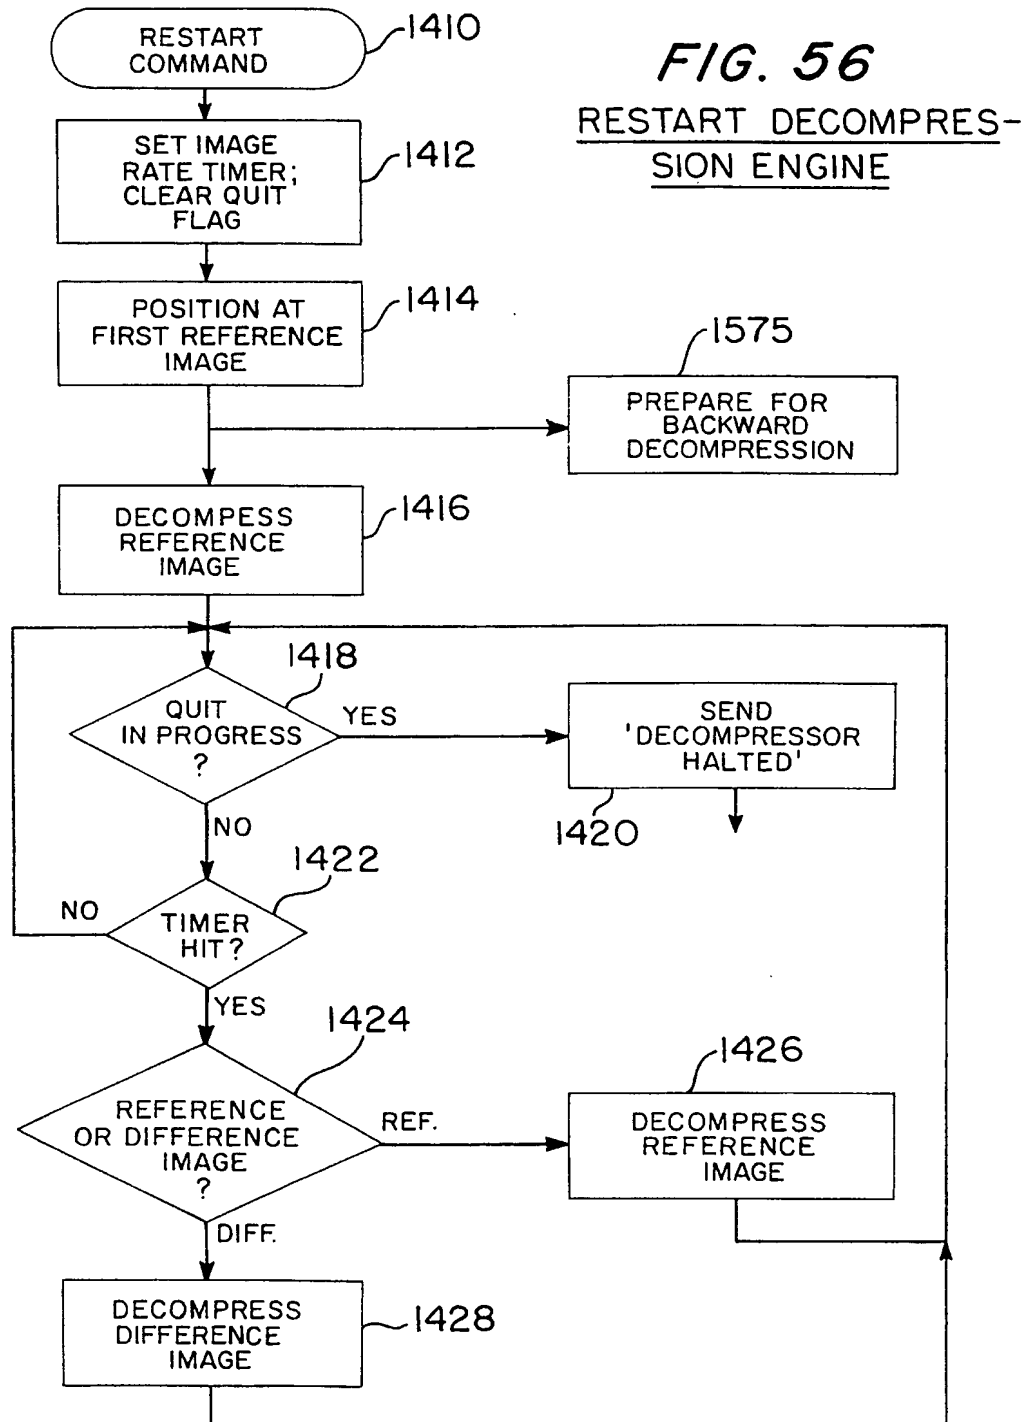 RESTART
COMMAND
1410
FIG. 56
RESTART DECOMPRES-
SION ENGINE
SET IMAGE
RATE TIMER;
CLEAR QUIT
FLAG
1412
POSITION AT
FIRST REFERENCE
IMAGE
1414
1575
PREPARE FOR
BACKWARD
DECOMPRESSION
DECOMPESS
REFERENCE
IMAGE
1416
1418
QUIT
IN PROGRESS
?
YES
SEND
'DECOMPRESSOR
HALTED'
1420
NO
1422
TIMER
HIT?
NO
YES
1424
REFERENCE
OR DIFFERENCE
IMAGE
?
REF.
1426
DECOMPRESS
REFERENCE
IMAGE
DIFF.
DECOMPRESS
DIFFERENCE
IMAGE
1428